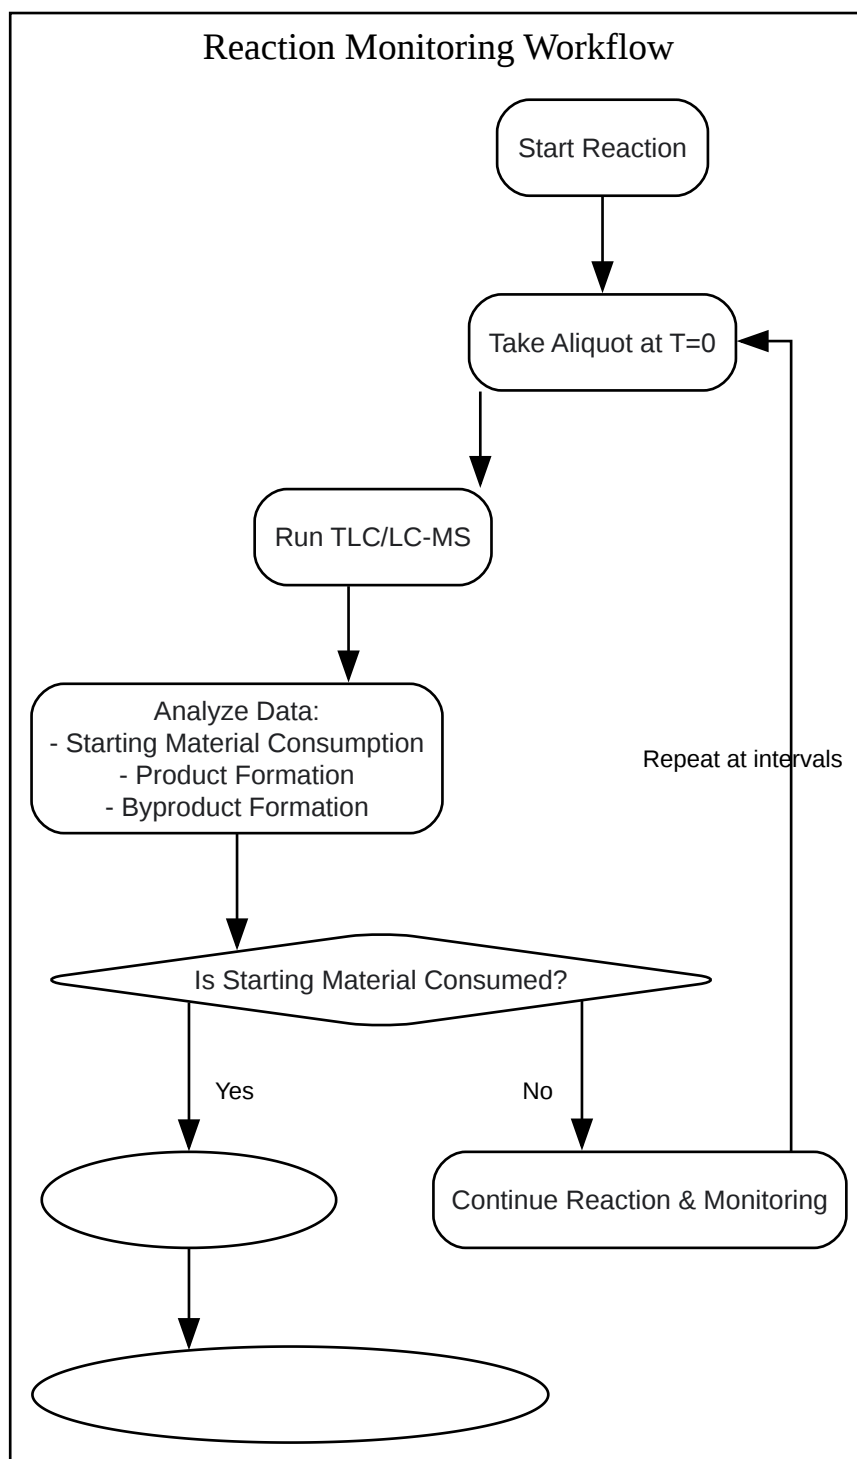 Reaction Monitoring Workflow
Start Reaction
Take Aliquot at T=0
Run TLC/LC-MS
Analyze Data:
- Starting Material Consumption
- Product Formation
- Byproduct Formation
Repeat at intervals
Is Starting Material Consumed?
Yes
No
Continue Reaction & Monitoring